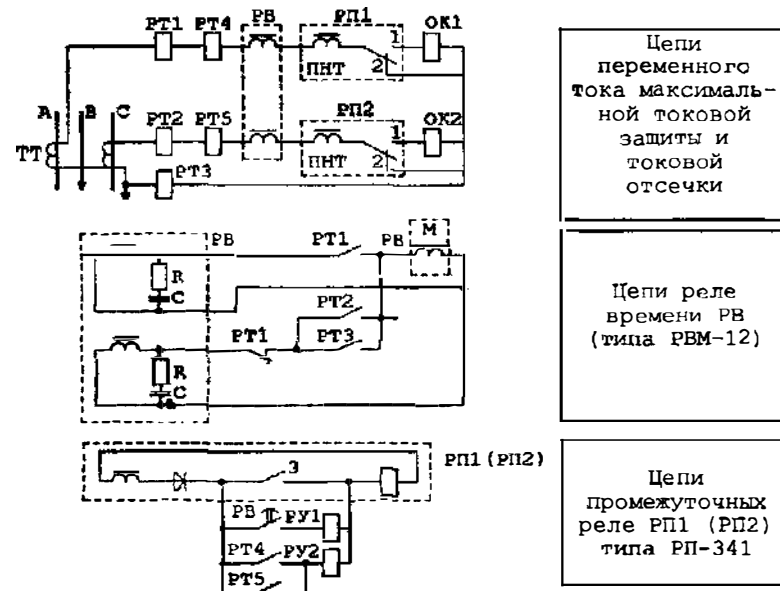 РТ1 РТ4 РВ РП1 ОК1
1
ПНТ 2
А В С
РТ2 РТ5 РП2 ОК2
1
ТТ
ПНТ 2
РТ3
Цепи
переменного
тока максималь-
ной токовой
защиты и
токовой
отсечки
РВ РТ1 РВ М
R
C
РТ2
РТ1 РТ3
R
C
Цепи реле
времени РВ
(типа РВМ-12)
РП1(РП2)
3
РВ РУ1
РТ4 РУ2
РТ5
Цепи
промежуточных
реле РП1 (РП2)
типа РП-341